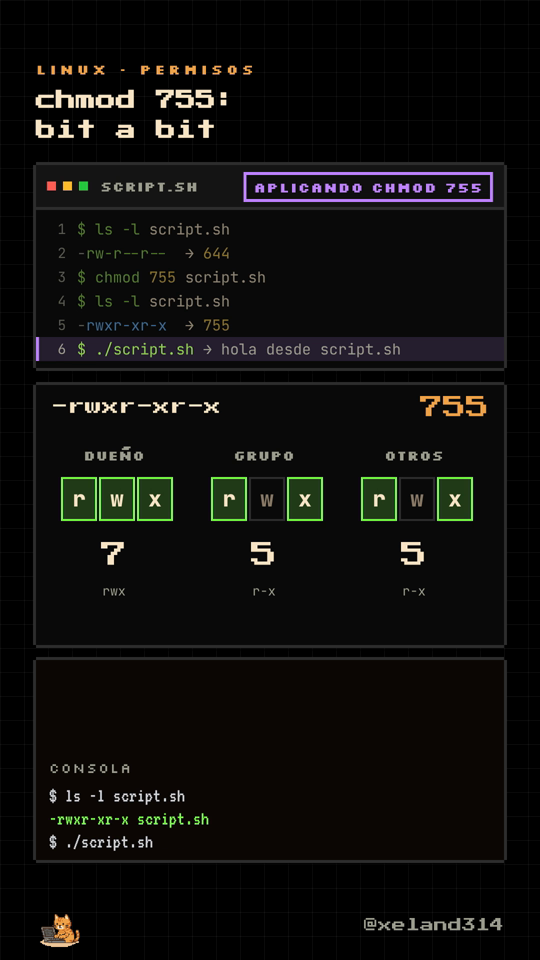 LINUX - PERMISOS
chmod 755:
bit a bit
SCRIPT.SH
APLICANDO CHMOD 755
1 $ ls -l script.sh
2 -rw-r--r-- → 644
3 $ chmod 755 script.sh
4 $ ls -l script.sh
5 -rwxr-xr-x → 755
6 $ ./script.sh → hola desde script.sh
-rwxr-xr-x 755
DUEÑO GRUPO OTROS
r w x r w x r w x
7 5 5
rwx r-x r-x
CONSOLA
$ ls -l script.sh
-rwxr-xr-x script.sh
$ ./script.sh
@xeland314